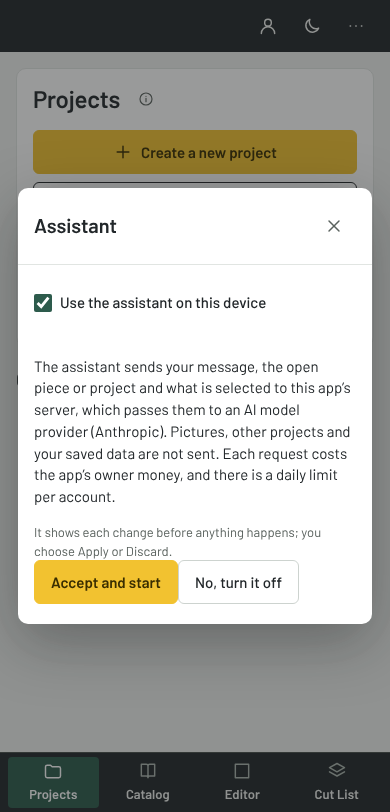 Projects
Create a new project
Assistant
Use the assistant on this device
The assistant sends your message, the open
piece or project and what is selected to this app's
server, which passes them to an AI model
provider (Anthropic). Pictures, other projects and
your saved data are not sent. Each request costs
the app's owner money, and there is a daily limit
per account.
It shows each change before anything happens; you
choose Apply or Discard.
Accept and start
No, turn it off
Projects
Catalog
Editor
Cut List